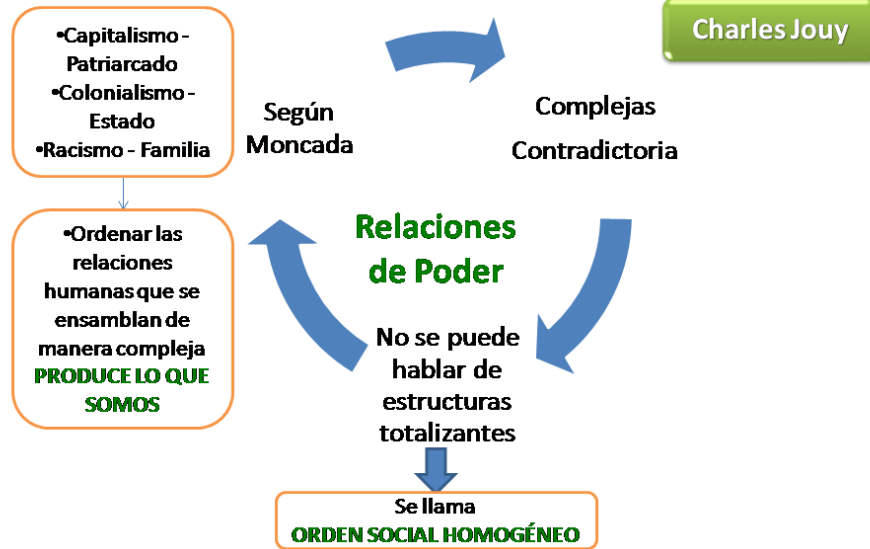 Charles Jouy
•Capitalismo -
Patriarcado
•Colonialismo -
Estado
•Racismo - Familia
Según
Moncada
Complejas
Contradictoria
Relaciones
de Poder
•Ordenar las
relaciones
humanas que se
ensamblan de
manera compleja
PRODUCE LO QUE
SOMOS
No se puede
hablar de
estructuras
totalizantes
Se llama
ORDEN SOCIAL HOMOGÉNEO